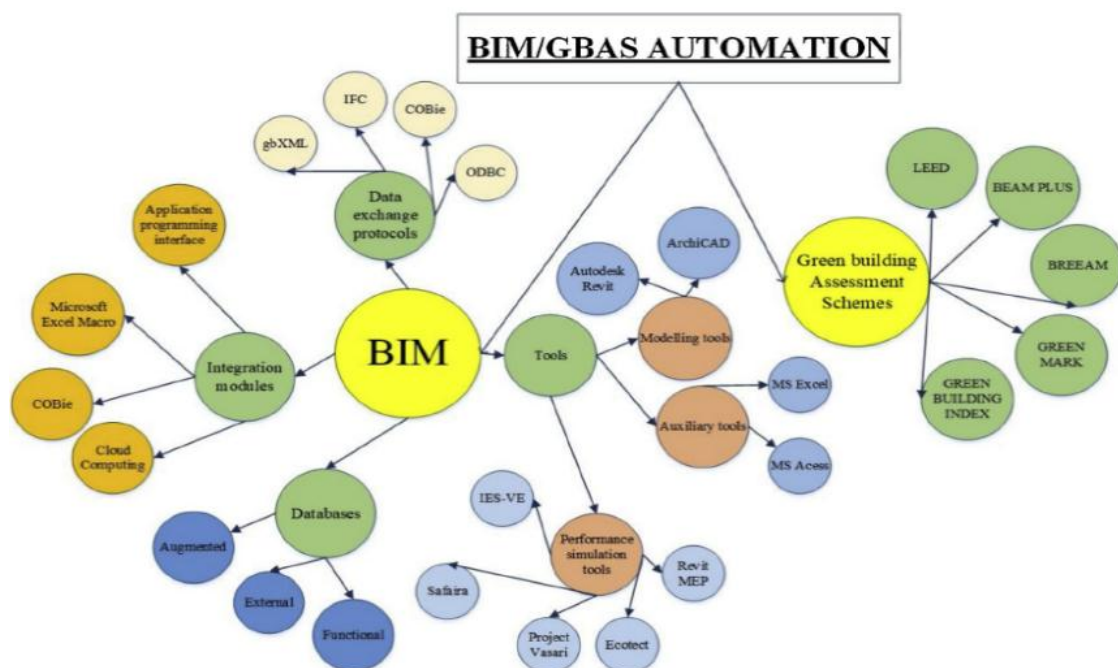 BIM/GBAS AUTOMATION
IFC
COBie
gbXML
ODBC
Data
exchange
protocols
Application
programming
interface
Microsoft
Excel Macro
COBie
Cloud
Computing
Integration
modules
BIM
Databases
Augmented
External
Functional
Tools
Autodesk
Revit
ArchiCAD
Modelling tools
MS Excel
Auxiliary tools
MS Acess
IES-VE
Performance
simulation
tools
Safaira
Project
Vasari
Ecotect
Revit
MEP
Green building
Assessment
Schemes
LEED
BEAM PLUS
BREEAM
GREEN
MARK
GREEN
BUILDING
INDEX